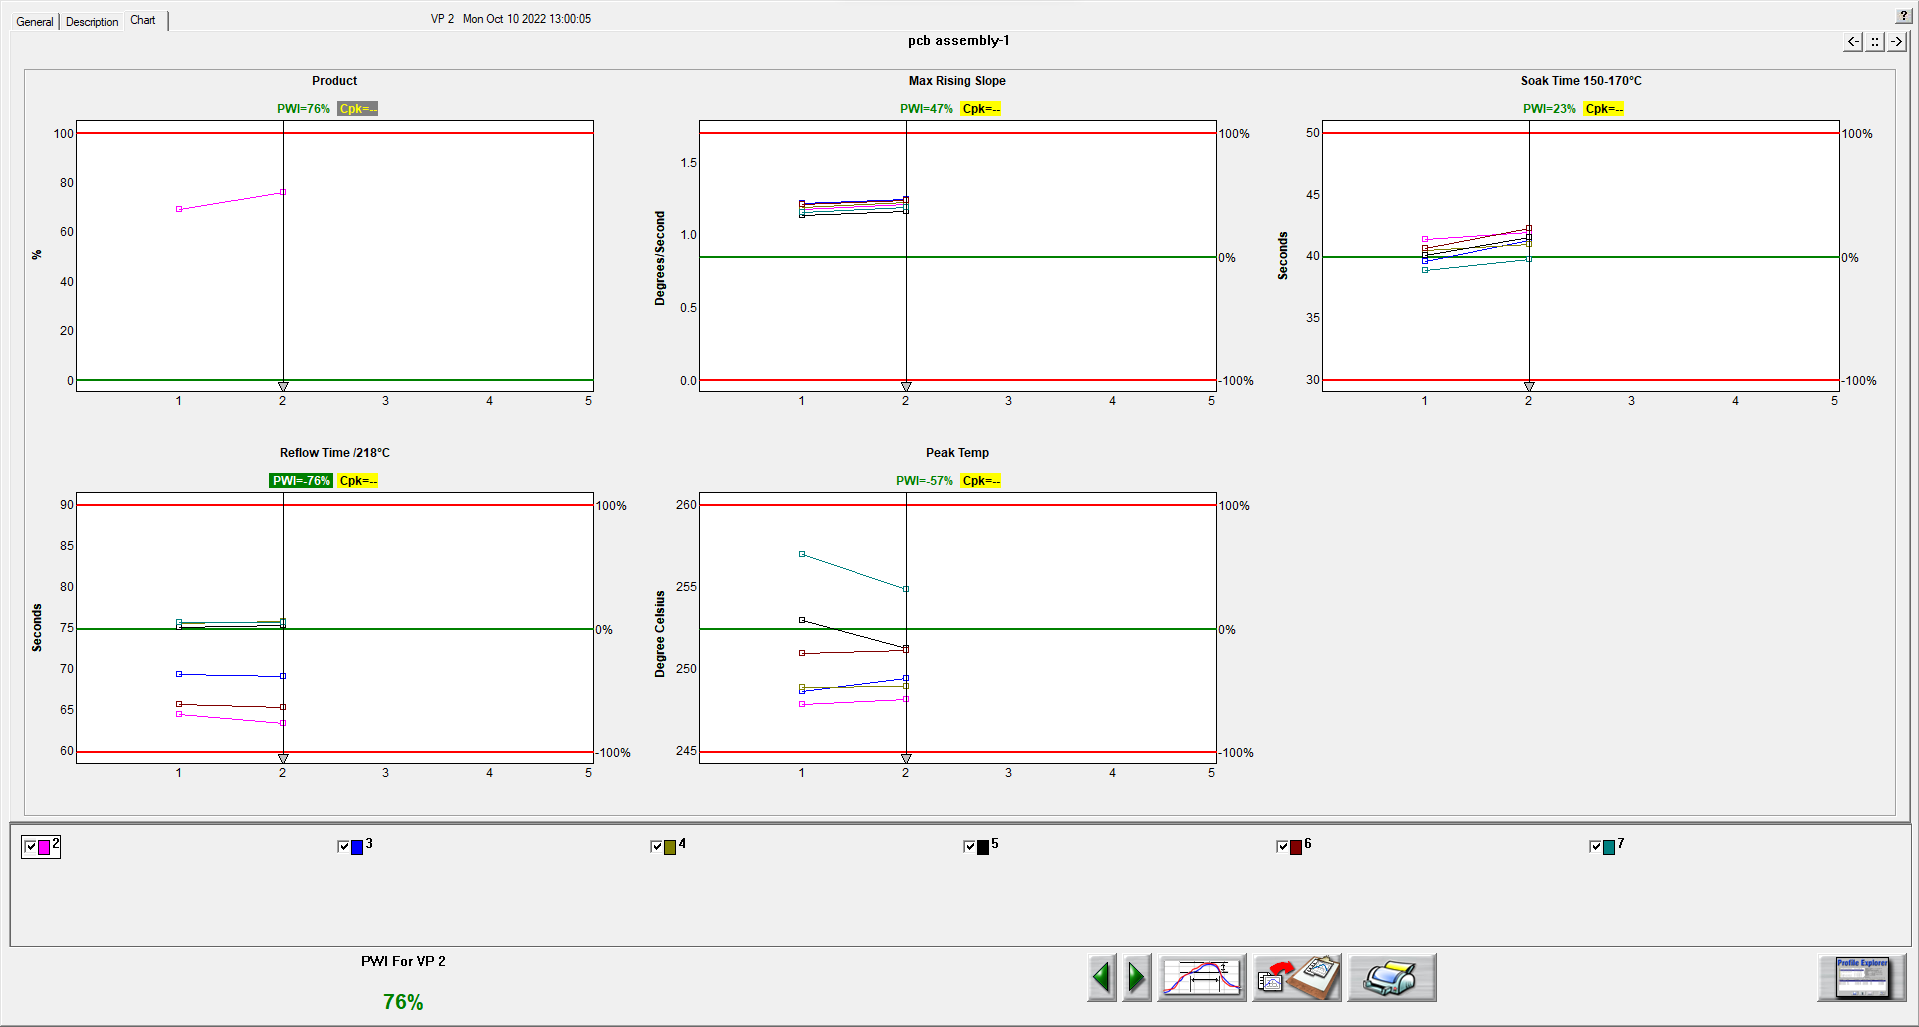 General Description Chart VP 2 Mon Oct 10 2022 13:00:05 ?
pcb assembly-1 <- :: ->
Product
PWI=76% Cpk=--
100
80
60
40
20
0
%
1 2 3 4 5
Max Rising Slope
PWI=47% Cpk=--
1.5
1.0
0.5
0.0
Degrees/Second
100%
0%
-100%
1 2 3 4 5
Soak Time 150-170°C
PWI=23% Cpk=--
50
45
40
35
30
Seconds
100%
0%
-100%
1 2 3 4 5
Reflow Time /218°C
PWI=-76% Cpk=--
90
85
80
75
70
65
60
Seconds
100%
0%
-100%
1 2 3 4 5
Peak Temp
PWI=-57% Cpk=--
260
255
250
245
Degree Celsius
100%
0%
-100%
1 2 3 4 5
2 3 4 5 6 7
PWI For VP 2
76%
Profile Explorer